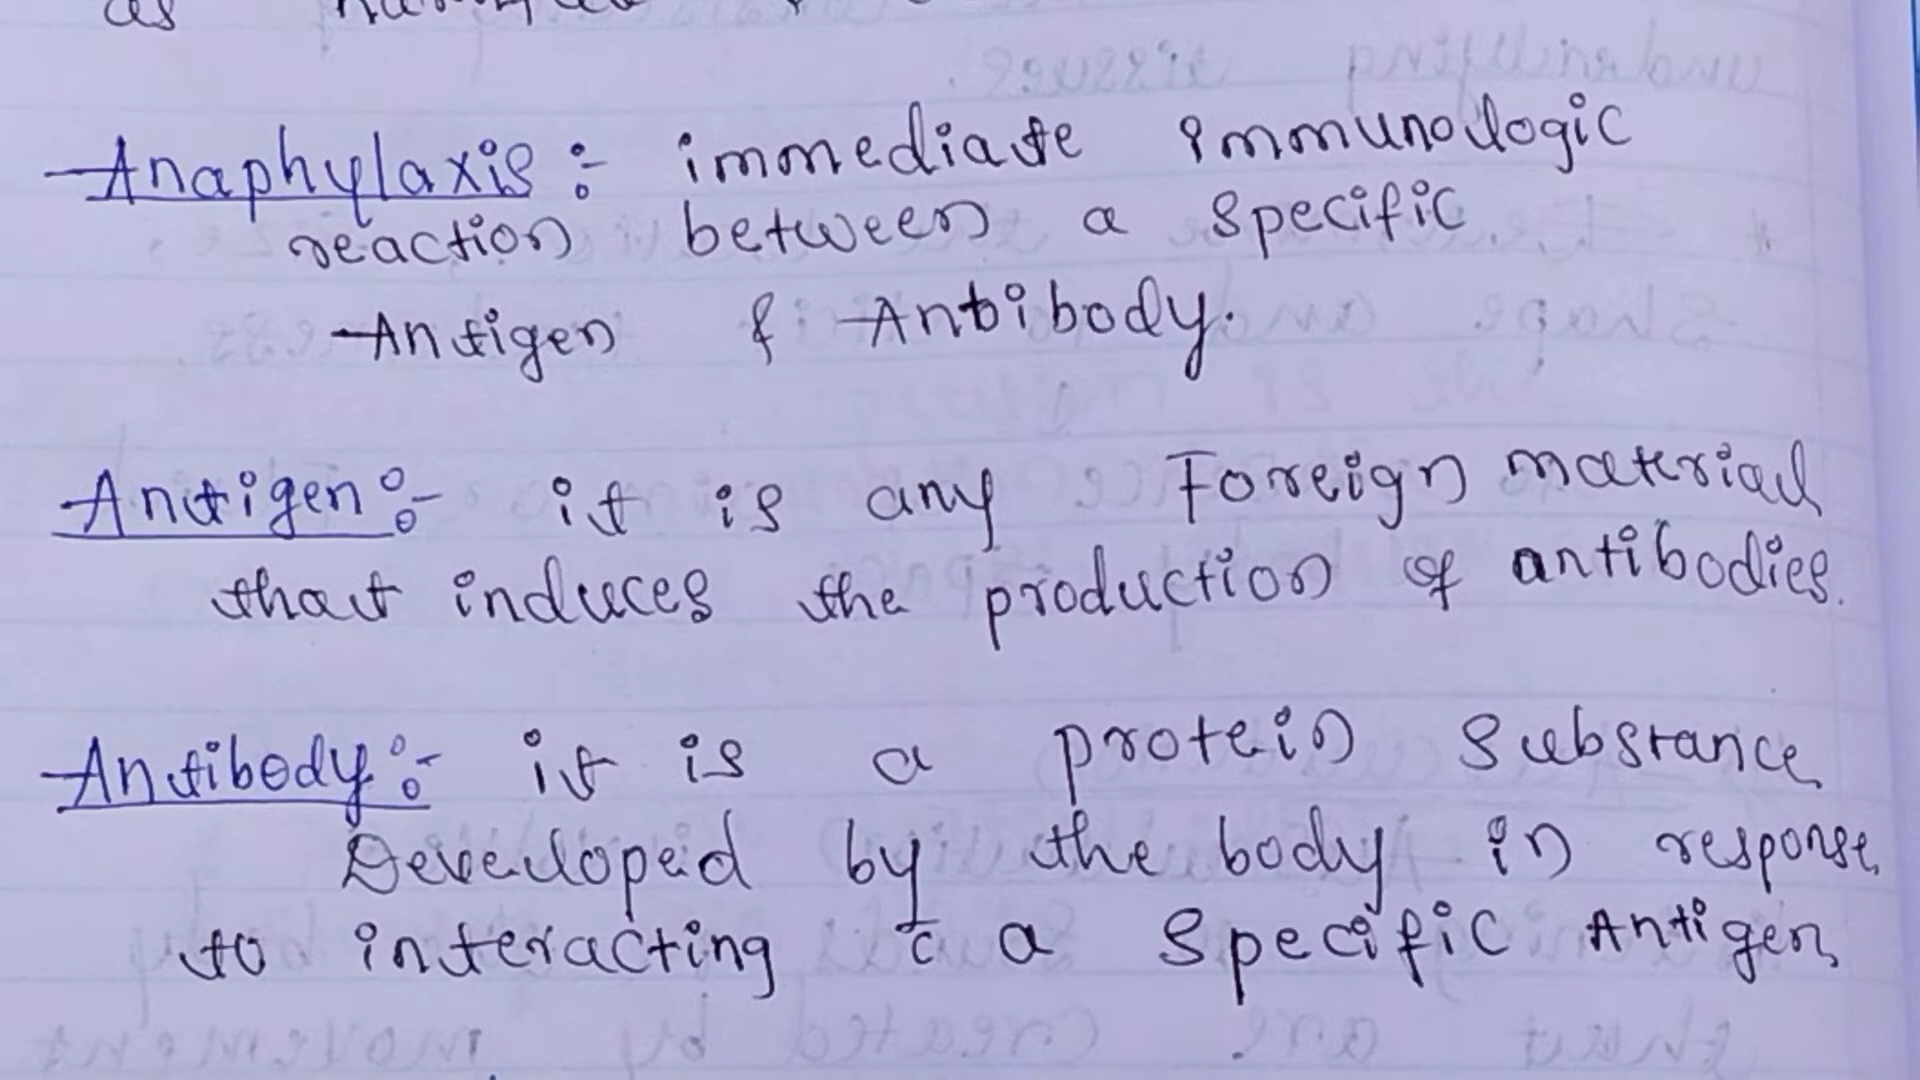 as
Anaphylaxis :- immediate immunologic
reaction between a specific
Antigen & Antibody.
Antigen :- it is any Foreign material
that induces the production of antibodies.
Antibody :- it is a protein substance
Developed by the body in response
to interacting c̄ a specific Antigen